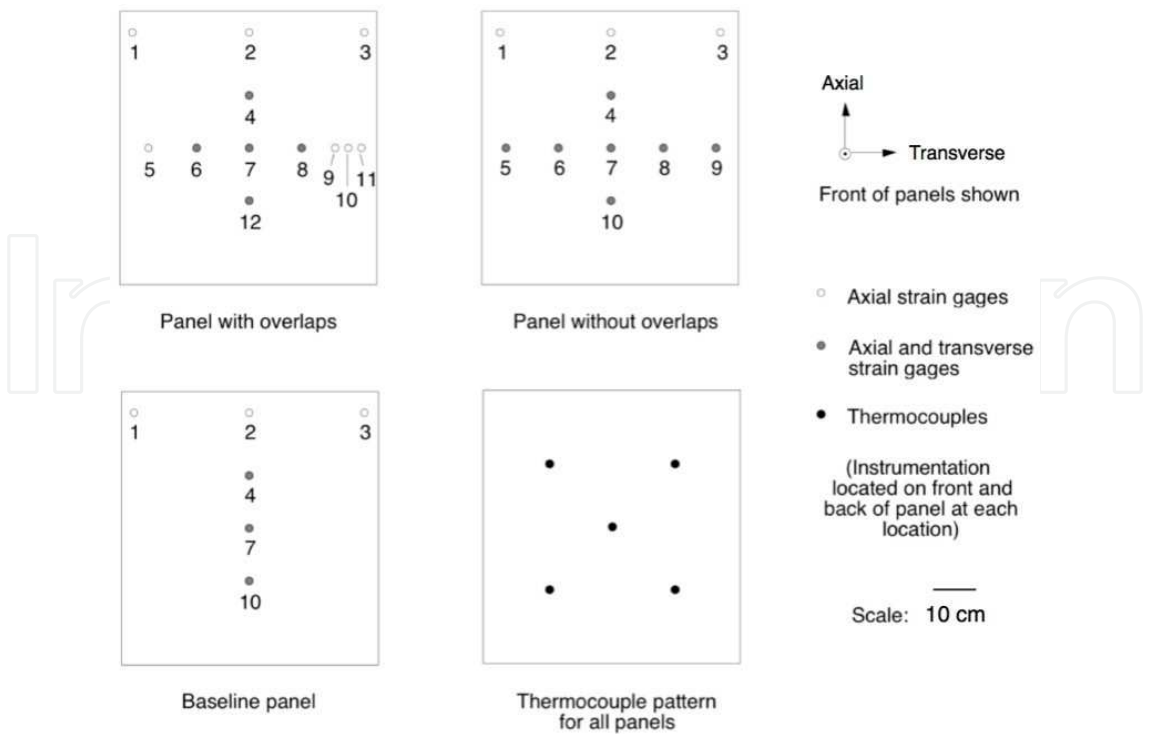 1 2 3
4
5 6 7 8 9 11
10
12
Panel with overlaps
1 2 3
4
5 6 7 8 9
10
Panel without overlaps
Axial
Transverse
Front of panels shown
Axial strain gages
Axial and transverse
strain gages
Thermocouples
(Instrumentation
located on front and
back of panel at each
location)
Scale: 10 cm
1 2 3
4
7
10
Baseline panel
Thermocouple pattern
for all panels